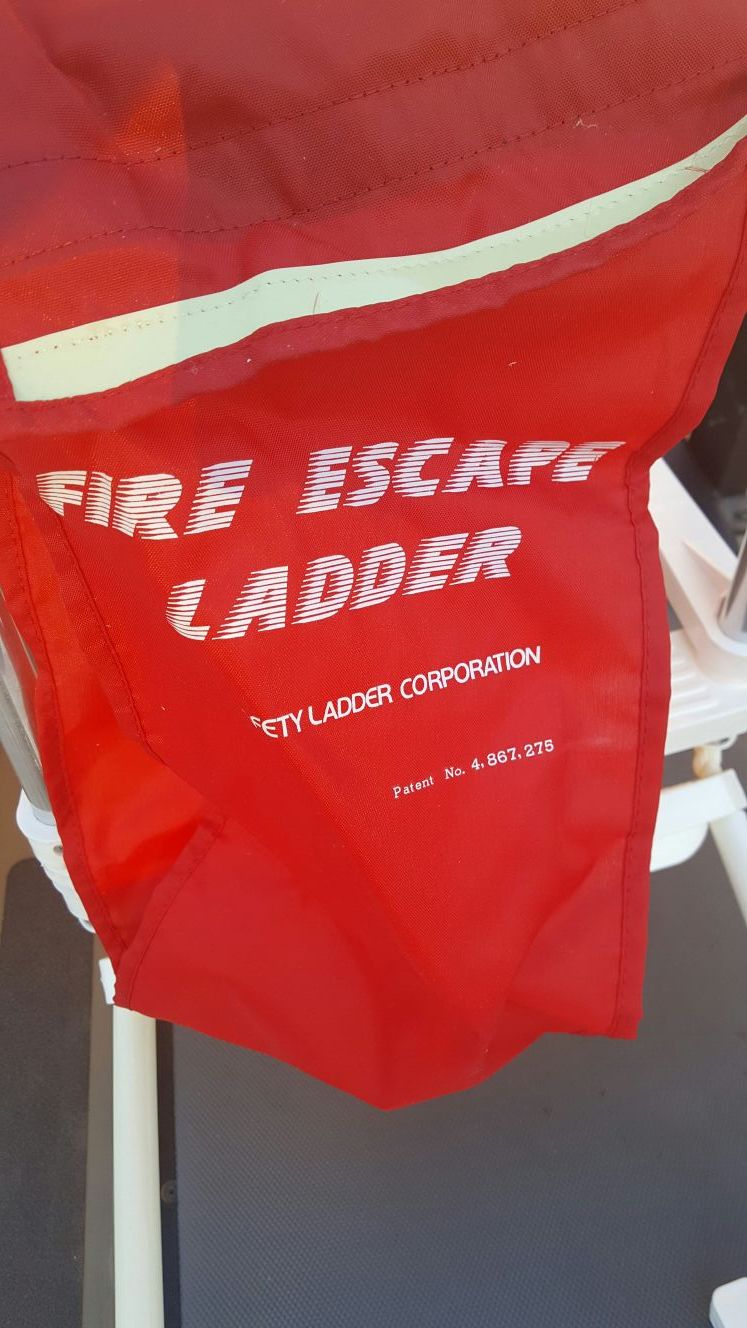 FIRE ESCAPE
LADDER
FETY LADDER CORPORATION
Patent No. 4,867,275